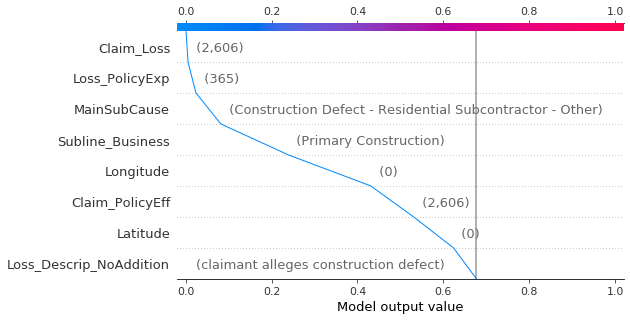 0.0 0.2 0.4 0.6 0.8 1.0
Claim_Loss (2,606)
Loss_PolicyExp (365)
MainSubCause (Construction Defect - Residential Subcontractor - Other)
Subline_Business (Primary Construction)
Longitude (0)
Claim_PolicyEff (2,606)
Latitude (0)
Loss_Descrip_NoAddition (claimant alleges construction defect)
0.0 0.2 0.4 0.6 0.8 1.0
Model output value